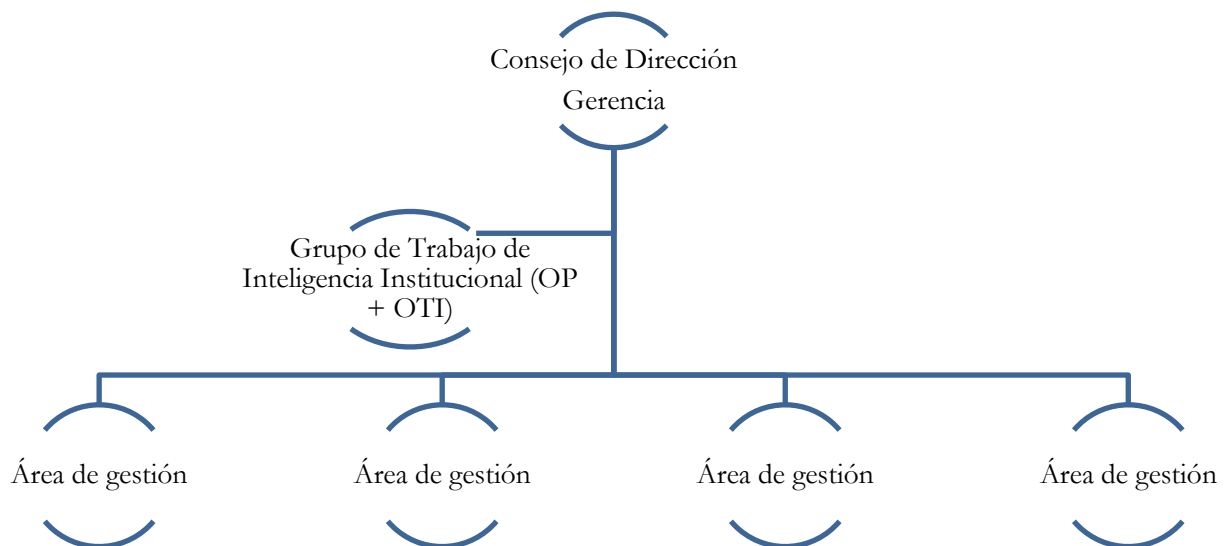 Consejo de Dirección
Gerencia
Grupo de Trabajo de
Inteligencia Institucional (OP
+ OTI)
Área de gestión
Área de gestión
Área de gestión
Área de gestión